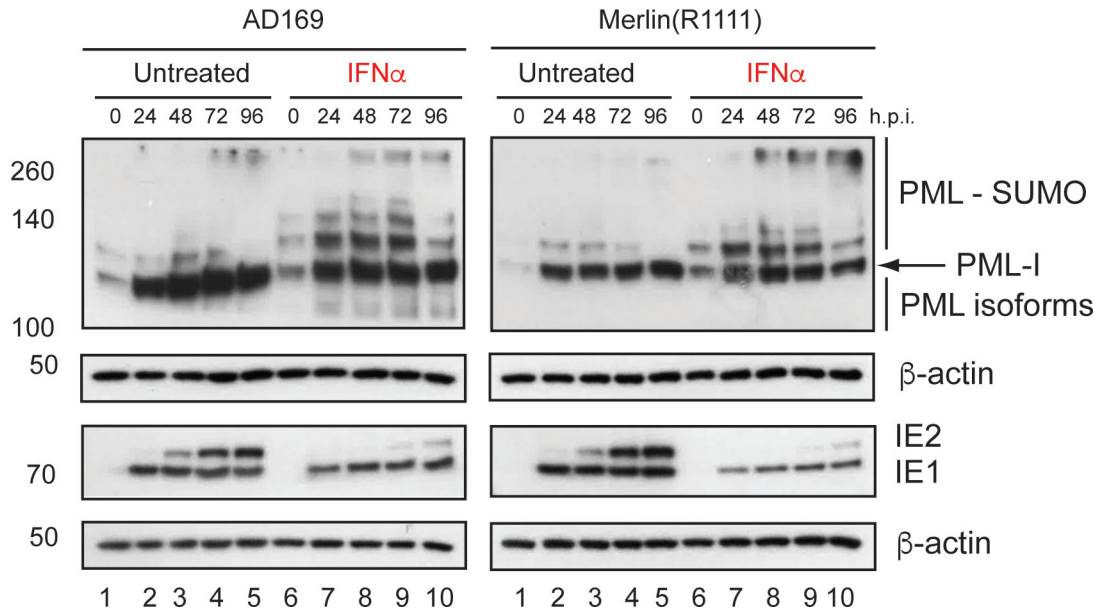 AD169 Merlin(R1111)
Untreated IFNα Untreated IFNα
0 24 48 72 96 0 24 48 72 96 0 24 48 72 96 0 24 48 72 96 h.p.i.
260
140
100
PML - SUMO
PML-I
PML isoforms
50 β-actin
IE2
70 IE1
50 β-actin
1 2 3 4 5 6 7 8 9 10 1 2 3 4 5 6 7 8 9 10